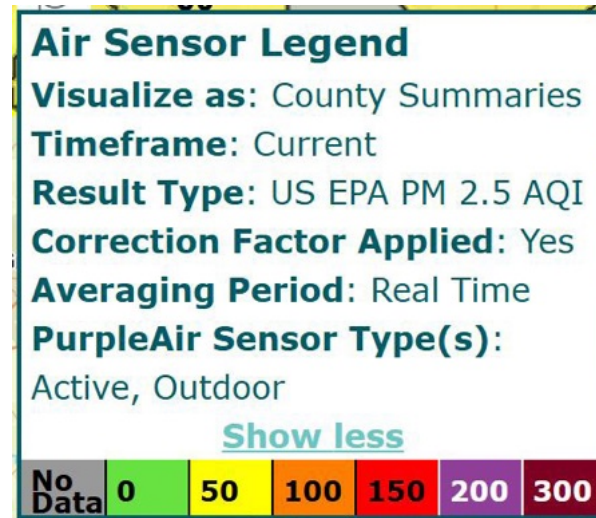 Air Sensor Legend
Visualize as: County Summaries
Timeframe: Current
Result Type: US EPA PM 2.5 AQI
Correction Factor Applied: Yes
Averaging Period: Real Time
PurpleAir Sensor Type(s):
Active, Outdoor
Show less
No Data 0 50 100 150 200 300